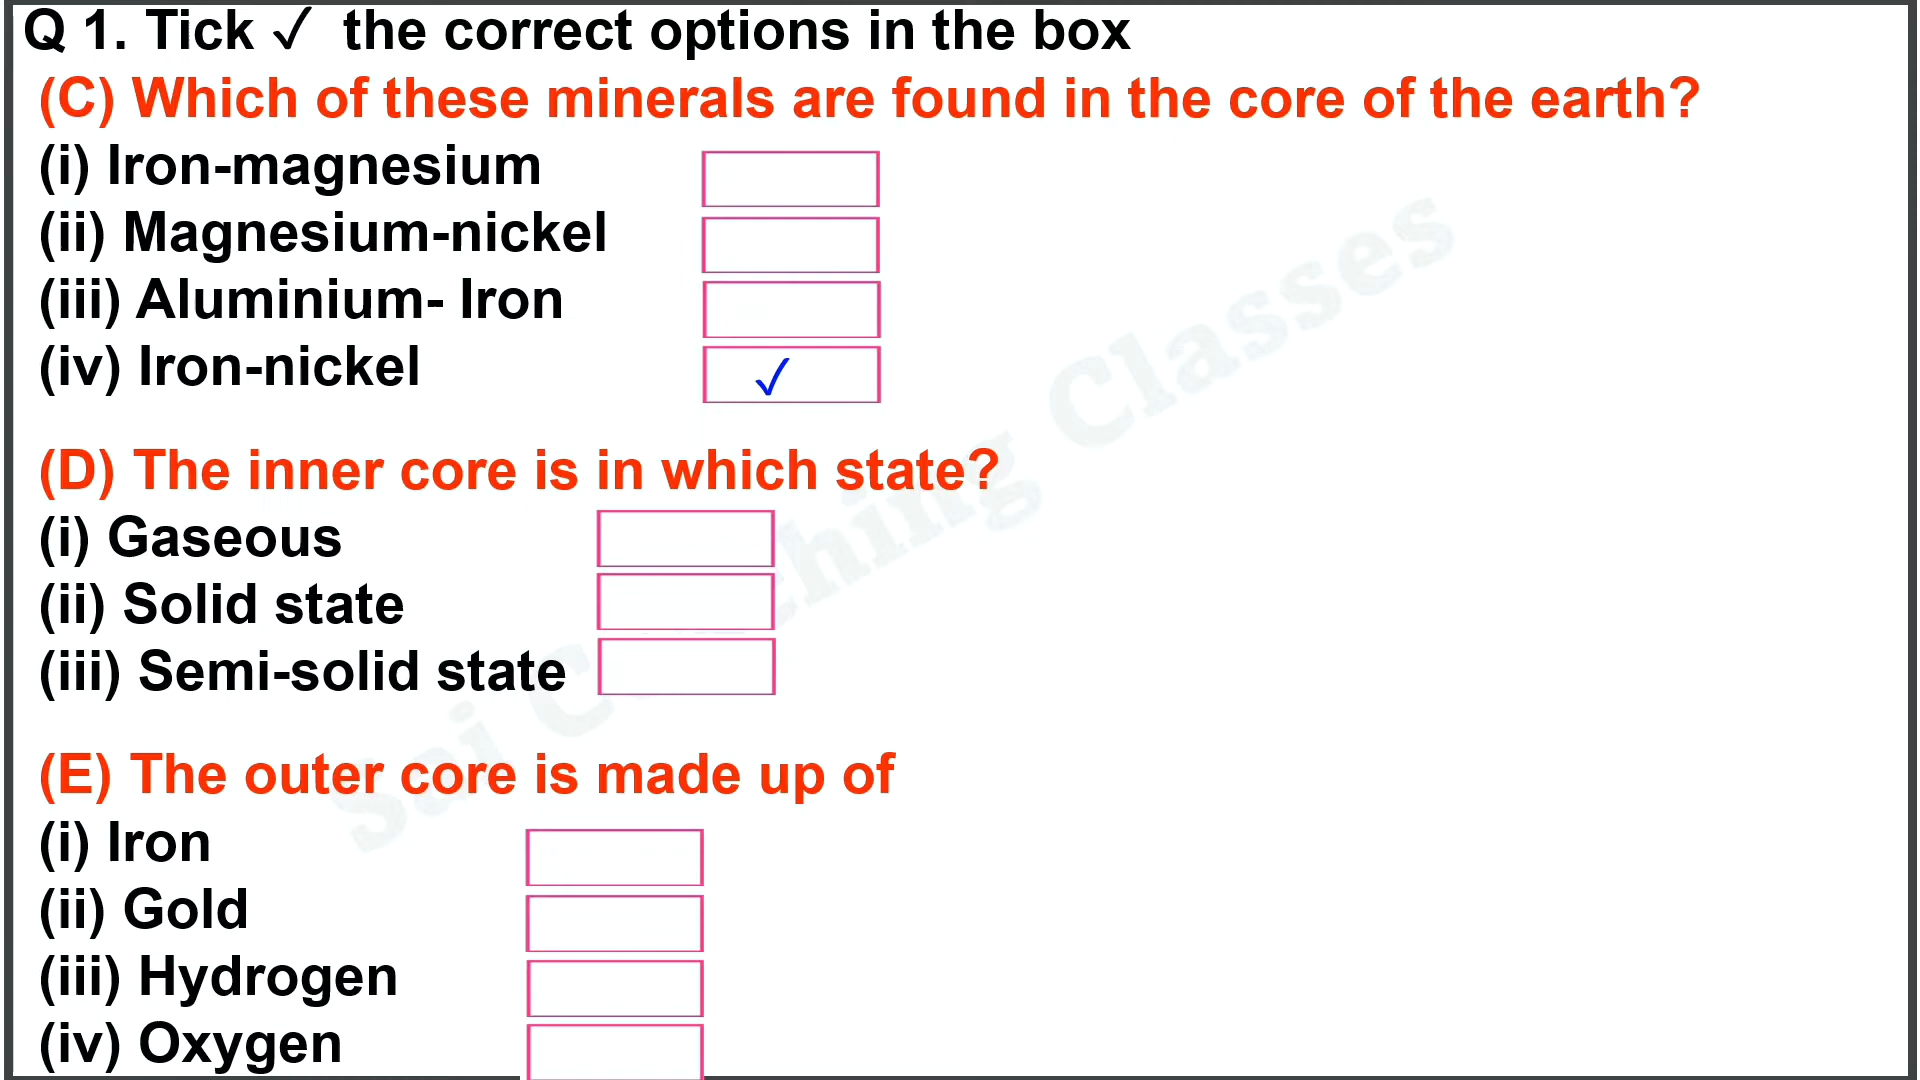 Q 1. Tick ✓ the correct options in the box
(C) Which of these minerals are found in the core of the earth?
(i) Iron-magnesium
(ii) Magnesium-nickel
(iii) Aluminium- Iron
(iv) Iron-nickel ✓
(D) The inner core is in which state?
(i) Gaseous
(ii) Solid state
(iii) Semi-solid state
(E) The outer core is made up of
(i) Iron
(ii) Gold
(iii) Hydrogen
(iv) Oxygen
Sai Coaching Classes